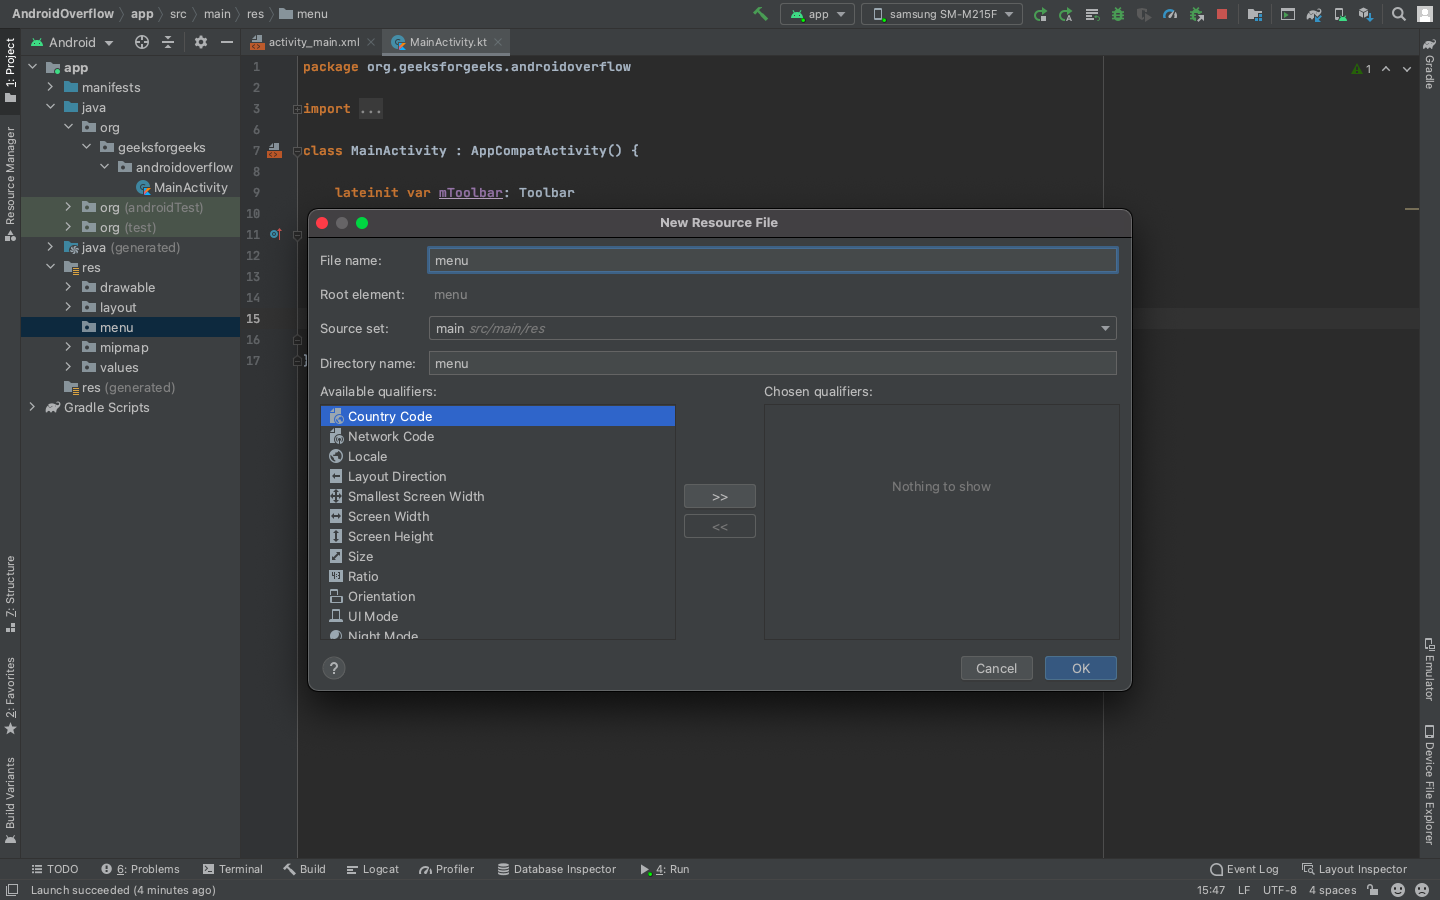 AndroidOverflow app src main res menu
app samsung SM-M215F
1: Project
Resource Manager
7: Structure
2: Favorites
Build Variants
Android
app
manifests
java
org
geeksforgeeks
androidoverflow
MainActivity
org (androidTest)
org (test)
java (generated)
res
drawable
layout
menu
mipmap
values
res (generated)
Gradle Scripts
activity_main.xml MainActivity.kt
1 package org.geeksforgeeks.androidoverflow
2
3 import ...
6
7 class MainActivity : AppCompatActivity() {
8
9 lateinit var mToolbar: Toolbar
10
11
12
13
14
15
16
17 }
1
New Resource File
File name: menu
Root element: menu
Source set: main src/main/res
Directory name: menu
Available qualifiers:
Country Code
Network Code
Locale
Layout Direction
Smallest Screen Width
Screen Width
Screen Height
Size
Ratio
Orientation
UI Mode
Night Mode
>>
<<
Chosen qualifiers:
Nothing to show
?
Cancel OK
Gradle
Emulator
Device File Explorer
TODO 6: Problems Terminal Build Logcat Profiler Database Inspector 4: Run Event Log Layout Inspector
Launch succeeded (4 minutes ago) 15:47 LF UTF-8 4 spaces